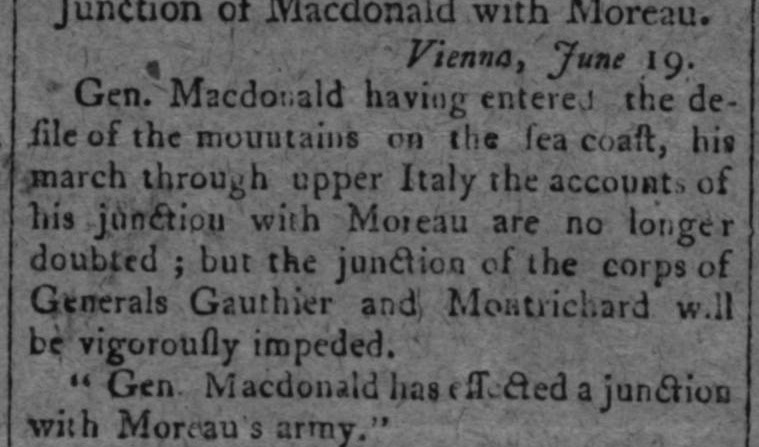 Junction of Macdonald with Moreau.
Vienna, June 19.
Gen. Macdonald having entered the de-
file of the mountains on the sea coast, his
march through upper Italy the accounts of
his junction with Moreau are no longer
doubted ; but the junction of the corps of
Generals Gauthier and Montrichard will
be vigorously impeded.
“ Gen. Macdonald has effected a junction
with Moreau's army.”